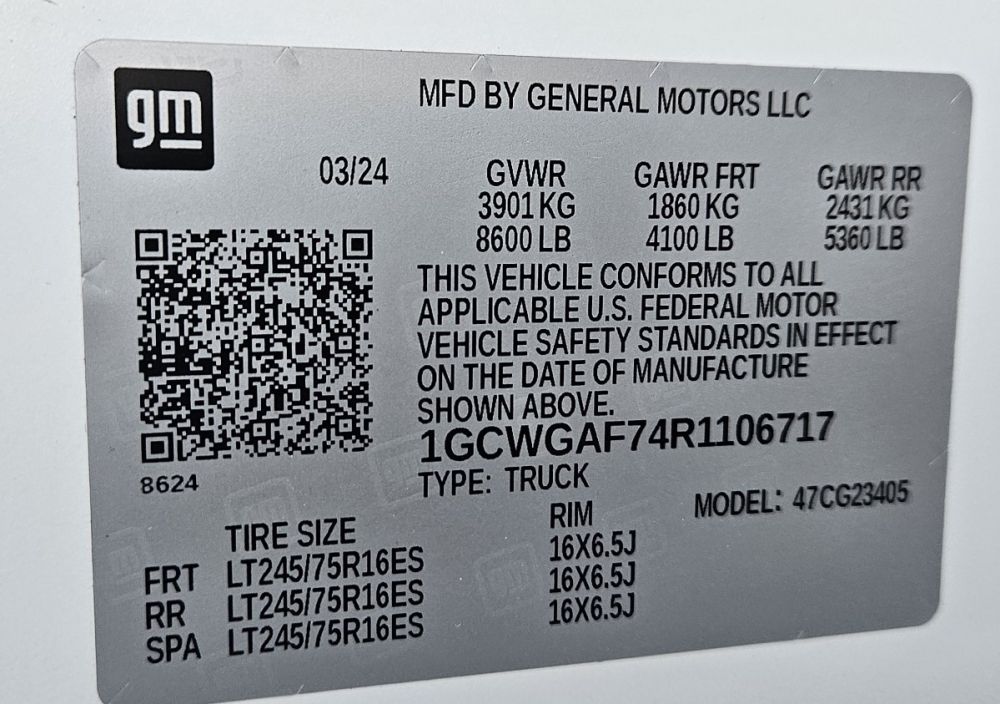 gm
MFD BY GENERAL MOTORS LLC
03/24 GVWR GAWR FRT GAWR RR
3901 KG 1860 KG 2431 KG
8600 LB 4100 LB 5360 LB
THIS VEHICLE CONFORMS TO ALL
APPLICABLE U.S. FEDERAL MOTOR
VEHICLE SAFETY STANDARDS IN EFFECT
ON THE DATE OF MANUFACTURE
SHOWN ABOVE.
1GCWGAF74R1106717
8624
TYPE: TRUCK
MODEL: 47CG23405
TIRE SIZE RIM
FRT LT245/75R16ES 16X6.5J
RR LT245/75R16ES 16X6.5J
SPA LT245/75R16ES 16X6.5J